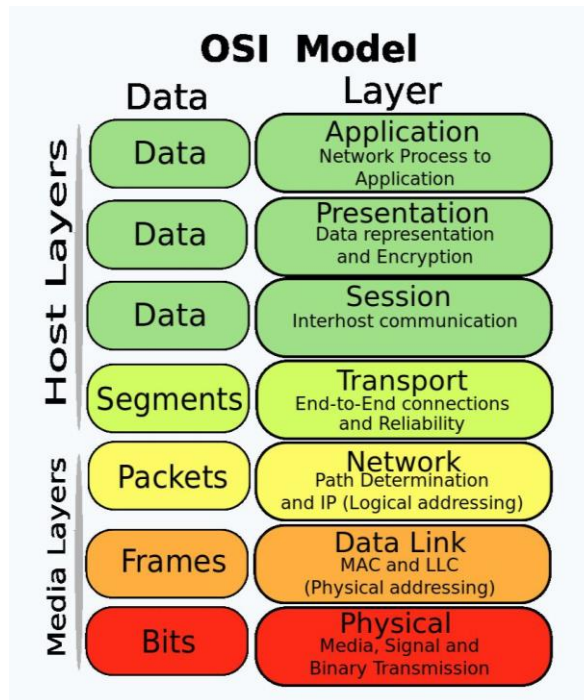 OSI Model
Data
Layer
Host Layers
Data
Application
Network Process to
Application
Data
Presentation
Data representation
and Encryption
Data
Session
Interhost communication
Segments
Transport
End-to-End connections
and Reliability
Media Layers
Packets
Network
Path Determination
and IP (Logical addressing)
Frames
Data Link
MAC and LLC
(Physical addressing)
Bits
Physical
Media, Signal and
Binary Transmission